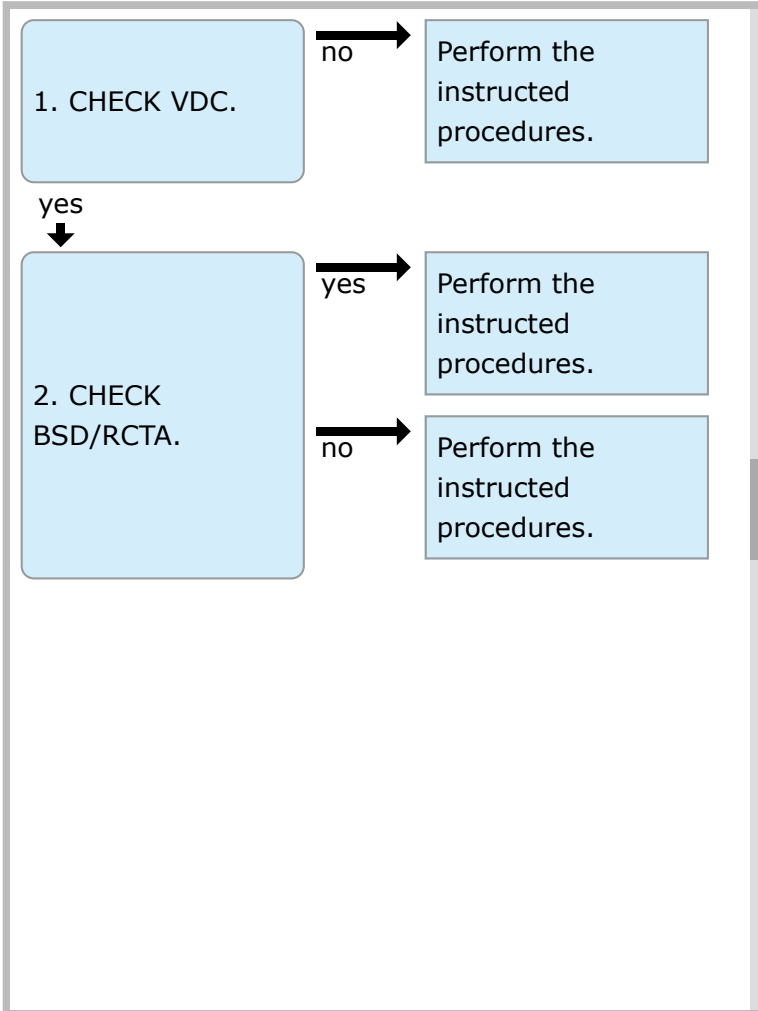 1. CHECK VDC.
no
Perform the
instructed
procedures.
yes
2. CHECK
BSD/RCTA.
yes
Perform the
instructed
procedures.
no
Perform the
instructed
procedures.